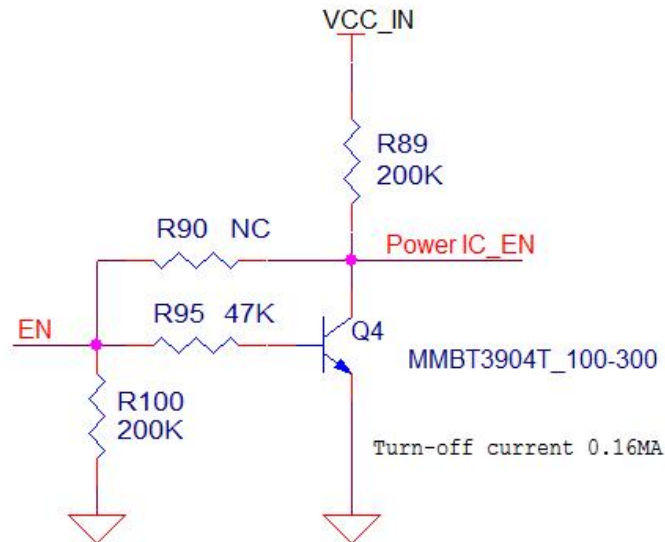 VCC_IN
R89
200K
R90 NC
Power IC_EN
R95 47K
EN
Q4
MMBT3904T_100-300
R100
200K
Turn-off current 0.16MA